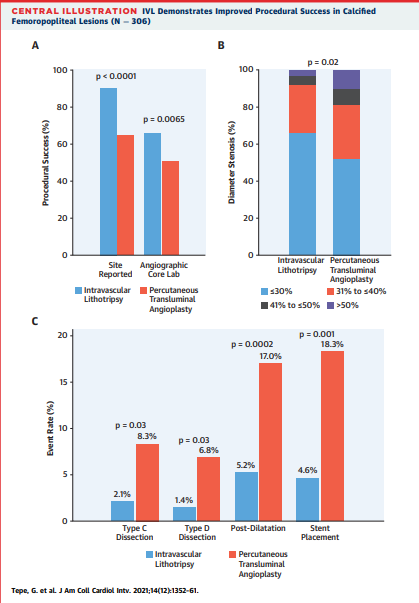 CENTRAL ILLUSTRATION IVL Demonstrates Improved Procedural Success in Calcified
Femoropopliteal Lesions (N – 306)
A
B
p < 0.0001
p = 0.0065
Procedural Success (%)
100
80
60
40
20
0
Site
Reported
Angiographic
Core Lab
Intravascular
Lithotripsy
Percutaneous
Transluminal
Angioplasty
p = 0.02
Diameter Stenosis (%)
100
80
60
40
20
0
Intravascular
Lithotripsy
Percutaneous
Transluminal
Angioplasty
≤30%
31% to ≤40%
41% to ≤50%
>50%
C
Event Rate (%)
20
15
10
5
0
p = 0.03
8.3%
2.1%
p = 0.03
6.8%
1.4%
p = 0.0002
17.0%
5.2%
p = 0.001
18.3%
4.6%
Type C
Dissection
Type D
Dissection
Post-Dilatation
Stent
Placement
Intravascular
Lithotripsy
Percutaneous
Transluminal
Angioplasty
Tepe, G. et al. J Am Coll Cardiol Intv. 2021;14(12):1352-61.